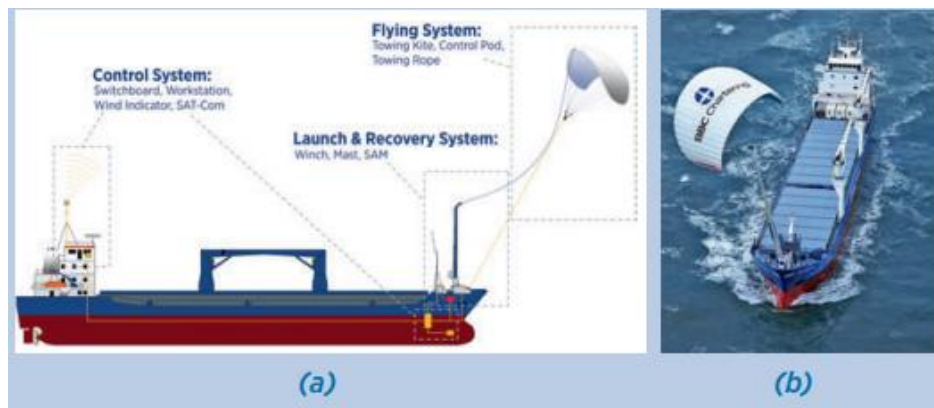 Flying System:
Towing Kite, Control Pod,
Towing Rope
Control System:
Switchboard, Workstation,
Wind Indicator, SAT-Com
Launch & Recovery System:
Winch, Mast, SAM
BBC Chartering
(a)
(b)